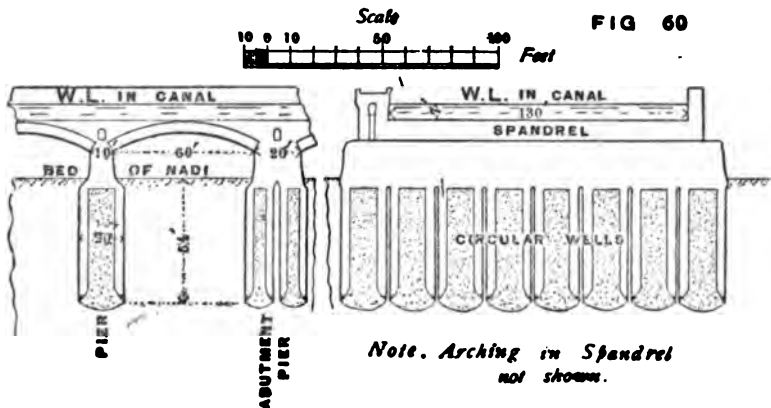 Scale
FIG 60
10 0 10 50 100
Feet
W.L. IN CANAL
10' 60' 20'
BED OF NADI
PIER
ABUTMENT
PIER
W.L. IN CANAL
130'
SPANDREL
CIRCULAR WELLS
Note. Arching in Spandrel
not shown.